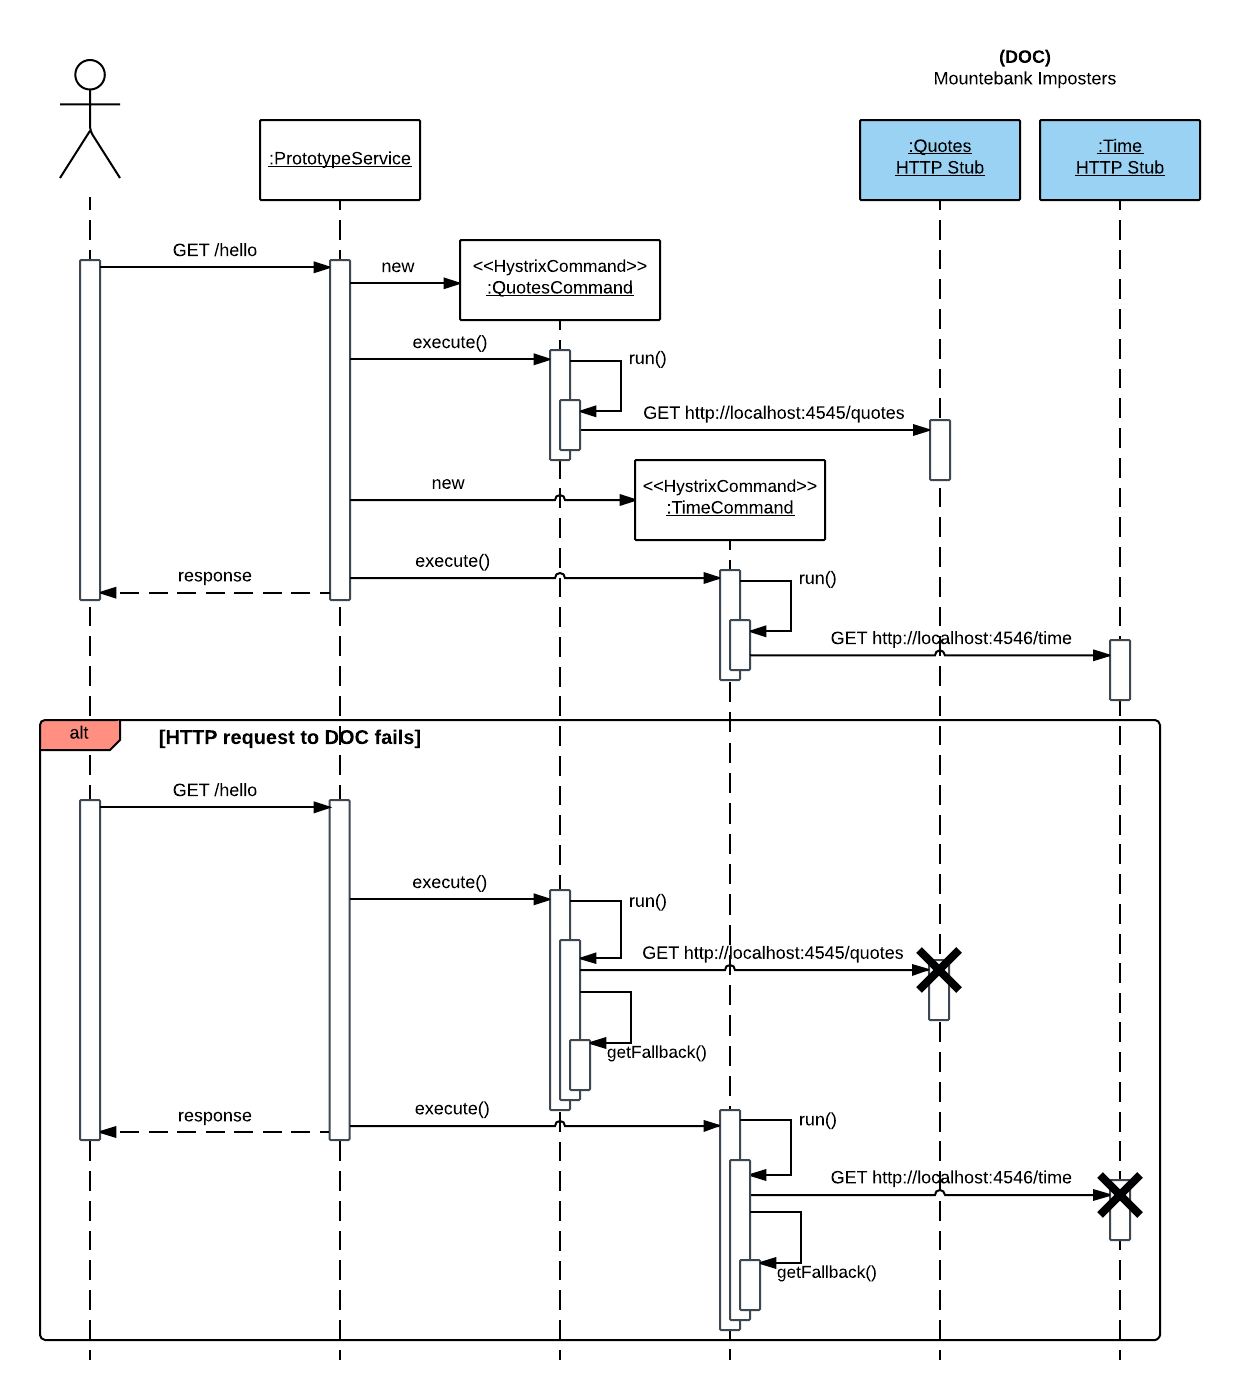 (DOC)
Mountebank Imposters
:PrototypeService
:Quotes
HTTP Stub
:Time
HTTP Stub
GET /hello
new
<<HystrixCommand>>
:QuotesCommand
execute()
run()
GET http://localhost:4545/quotes
new
<<HystrixCommand>>
:TimeCommand
execute()
run()
response
GET http://localhost:4546/time
alt
[HTTP request to DOC fails]
GET /hello
execute()
run()
GET http://localhost:4545/quotes
getFallback()
response
execute()
run()
GET http://localhost:4546/time
getFallback()